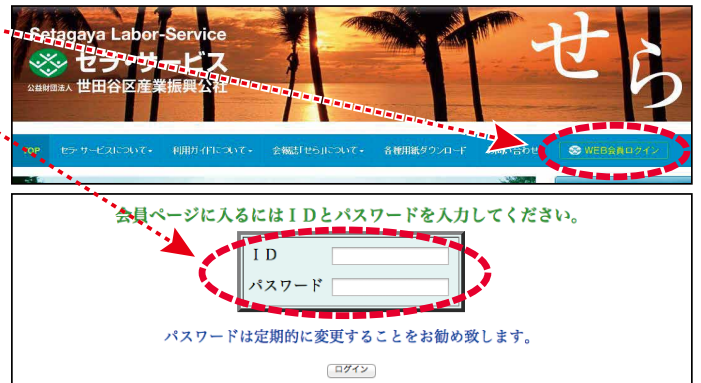 Setagaya Labor-Service
セラ・サービス
公益財団法人 世田谷区産業振興公社
せら
TOP セラ・サービスについて 利用ガイドについて 会報誌「せら」について 各種用紙ダウンロード お問い合わせ WEB会員ログイン
会員ページに入るにはＩＤとパスワードを入力してください。
ＩＤ
パスワード
パスワードは定期的に変更することをお勧め致します。
ログイン